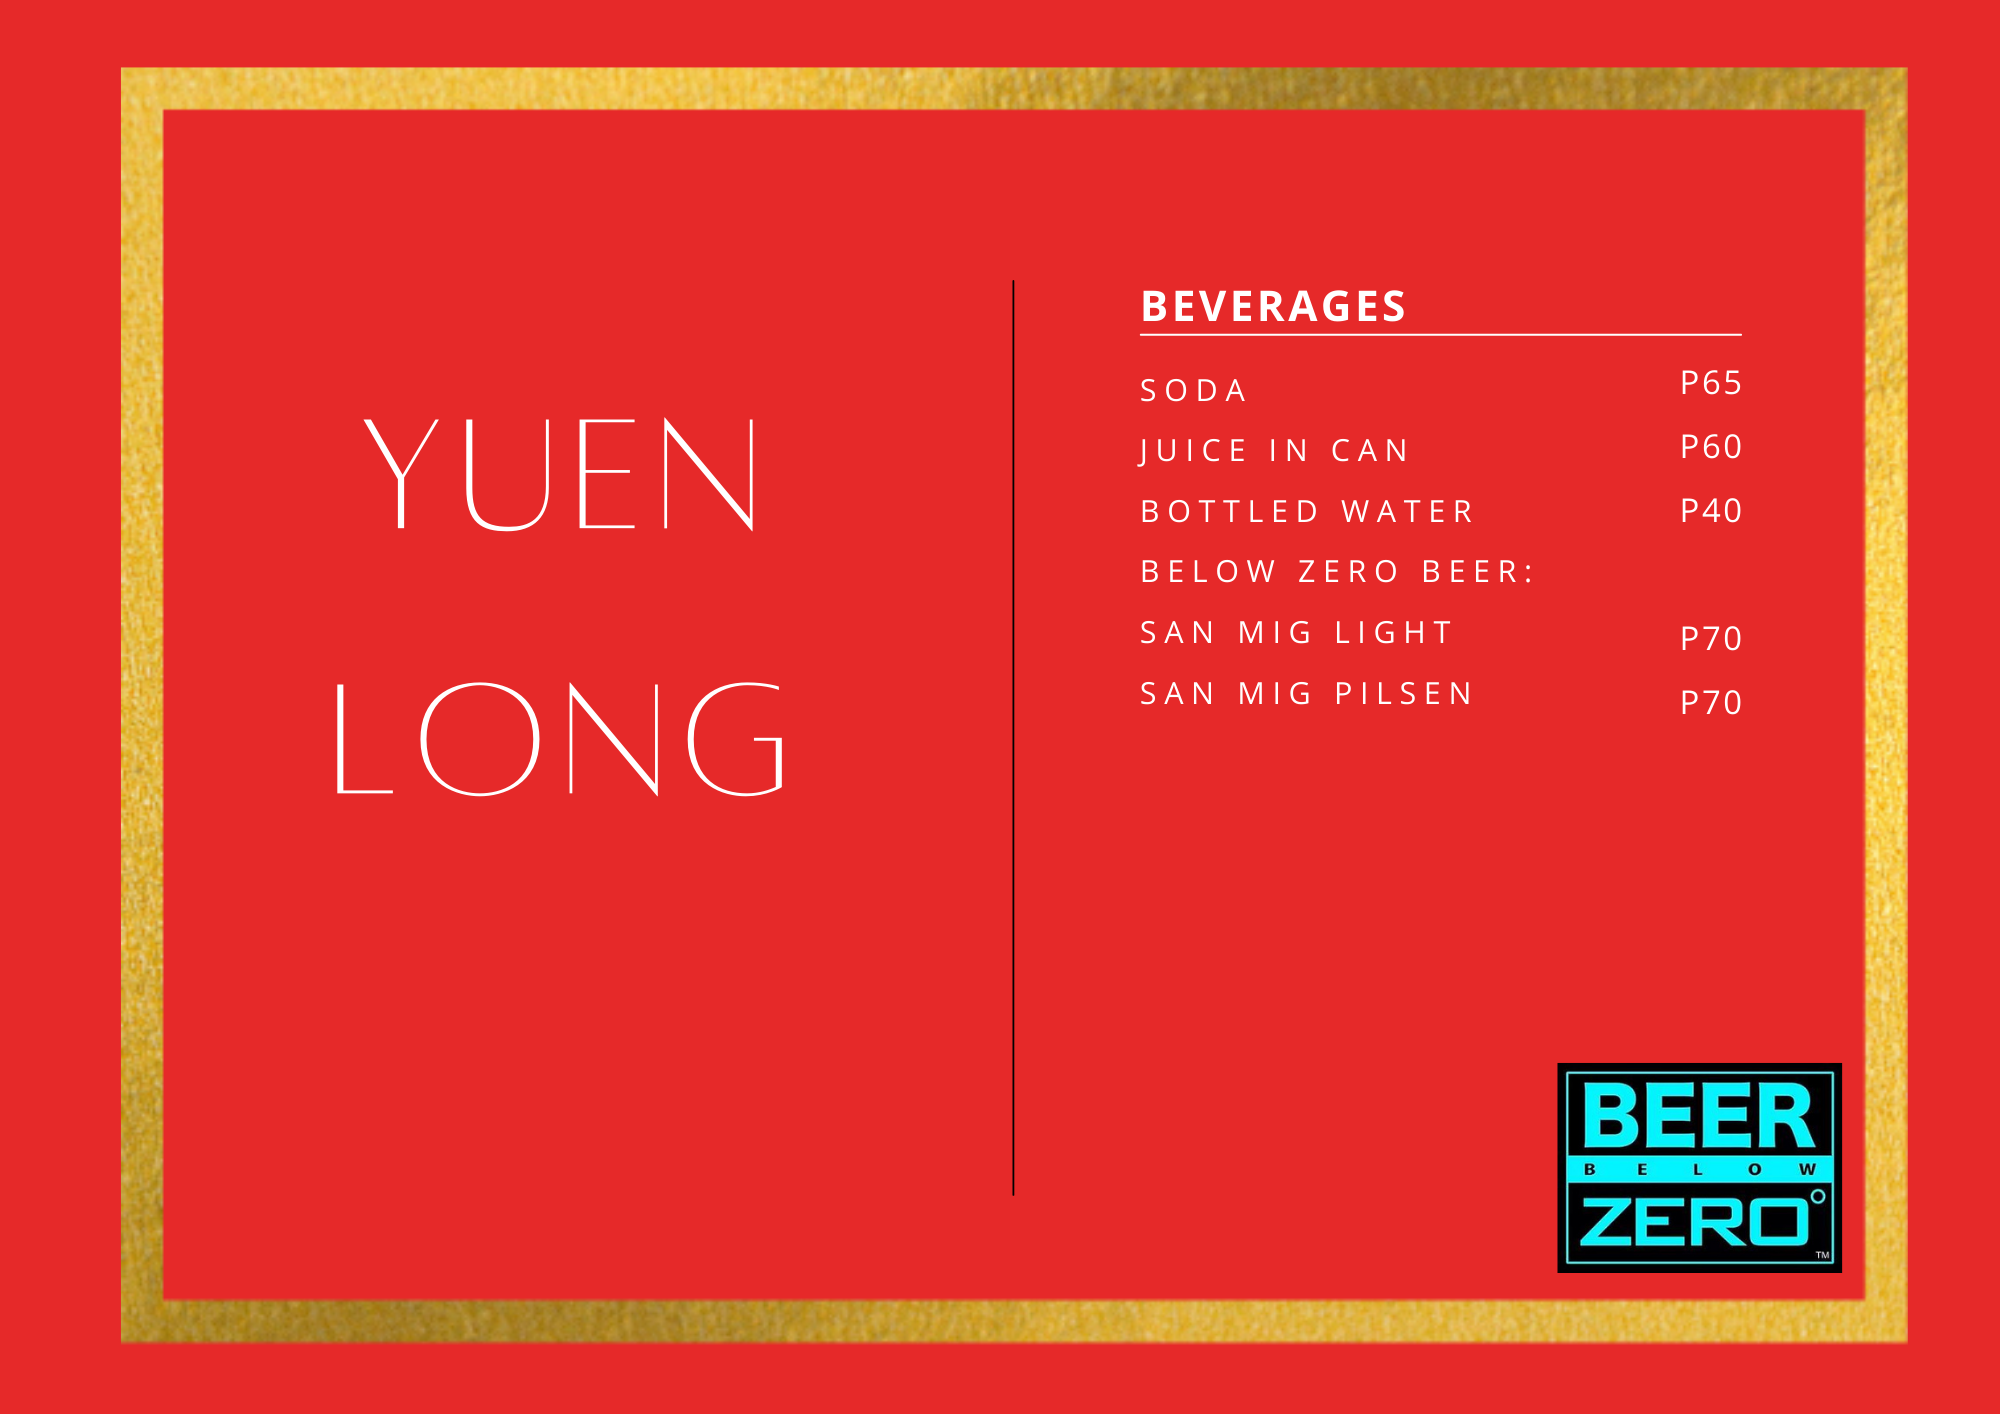 YUEN
LONG
BEVERAGES
SODA P65
JUICE IN CAN P60
BOTTLED WATER P40
BELOW ZERO BEER:
SAN MIG LIGHT P70
SAN MIG PILSEN P70
BEER
BELOW
ZERO°
TM